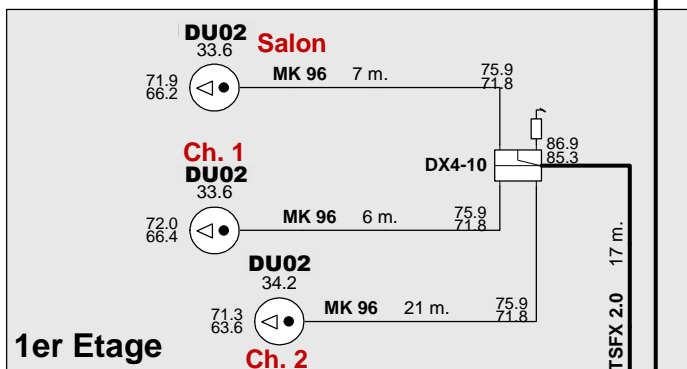 DU02
33.6
Salon
71.9
66.2
MK 96 7 m.
75.9
71.8
86.9
85.3
DX4-10
Ch. 1
DU02
33.6
72.0
66.4
MK 96 6 m.
75.9
71.8
DU02
34.2
71.3
63.6
MK 96 21 m.
75.9
71.8
Ch. 2
1er Etage
TSFX 2.0 17 m.